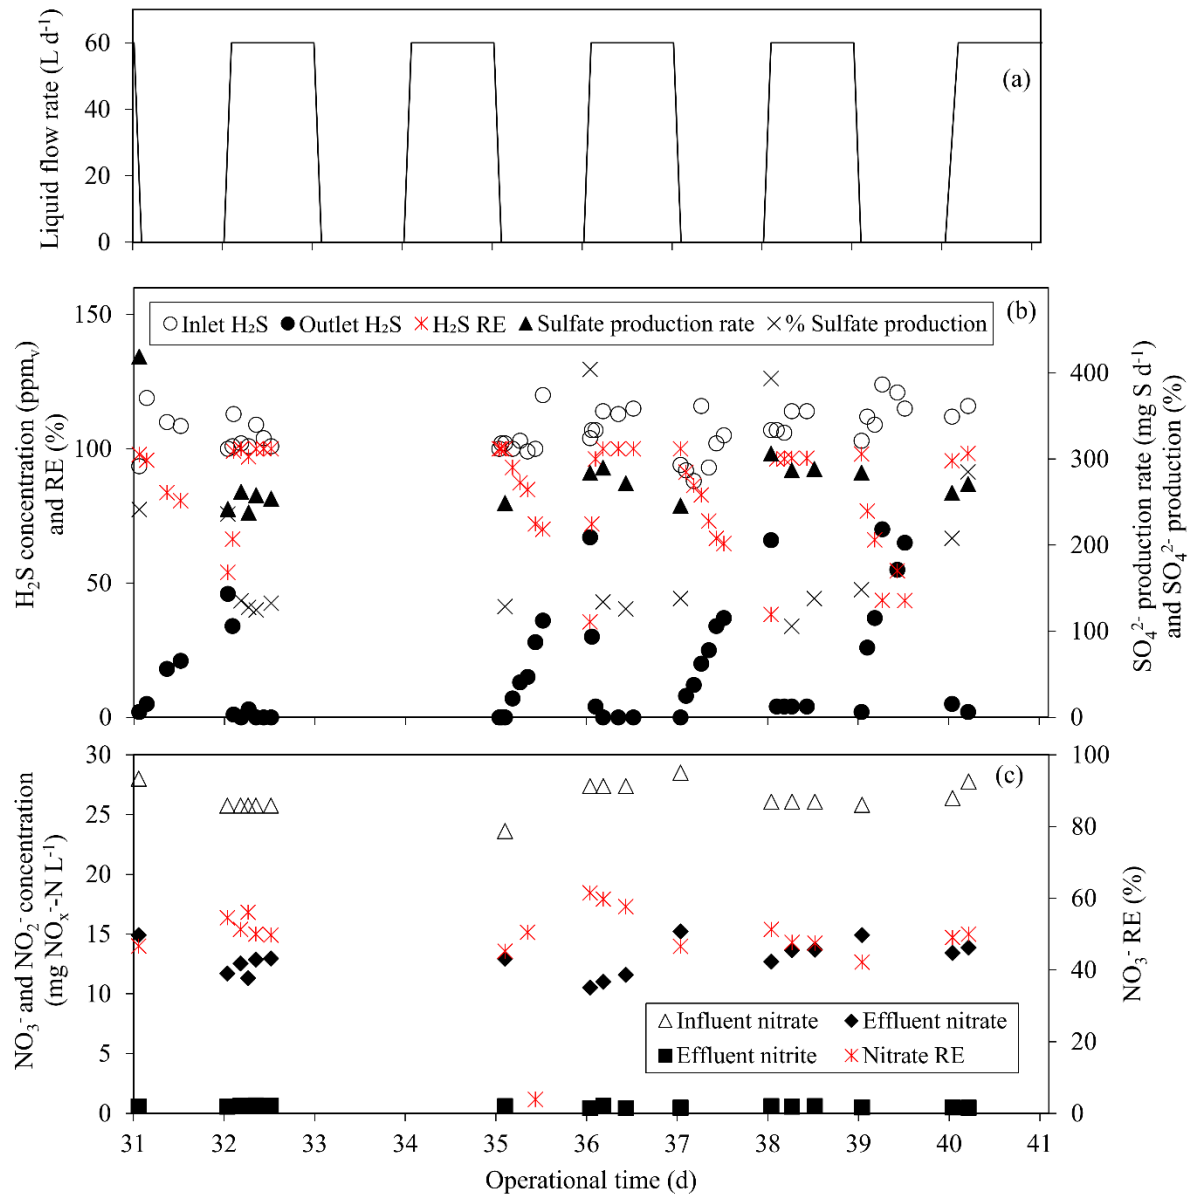 Liquid flow rate (L d⁻¹)
60
40
20
0
(a)
H₂S concentration (ppmᵥ)
and RE (%)
150
100
50
0
○ Inlet H₂S ● Outlet H₂S ✳ H₂S RE ▲ Sulfate production rate × % Sulfate production
(b)
400
300
200
100
0
SO₄²⁻ production rate (mg S d⁻¹)
and SO₄²⁻ production (%)
NO₃⁻ and NO₂⁻ concentration
(mg NOₓ⁻-N L⁻¹)
30
25
20
15
10
5
0
(c)
△ Influent nitrate ◆ Effluent nitrate
■ Effluent nitrite ✳ Nitrate RE
100
80
60
40
20
0
NO₃⁻ RE (%)
31 32 33 34 35 36 37 38 39 40 41
Operational time (d)